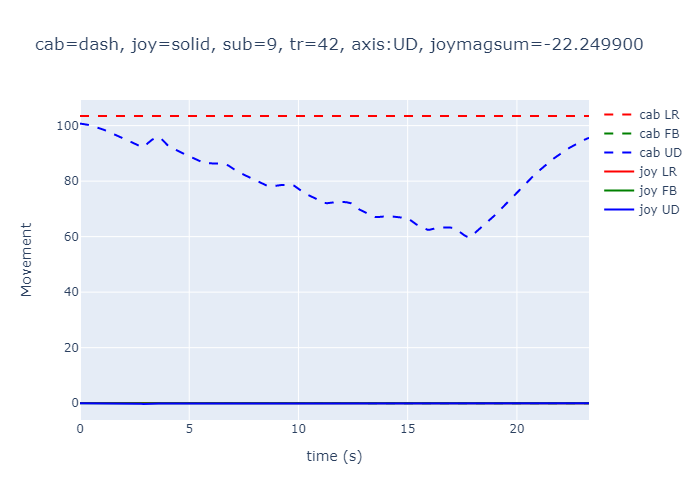 cab=dash, joy=solid, sub=9, tr=42, axis:UD, joymagsum=-22.249900
cab LR
cab FB
cab UD
joy LR
joy FB
joy UD
Movement
100
80
60
40
20
0
0 5 10 15 20
time (s)